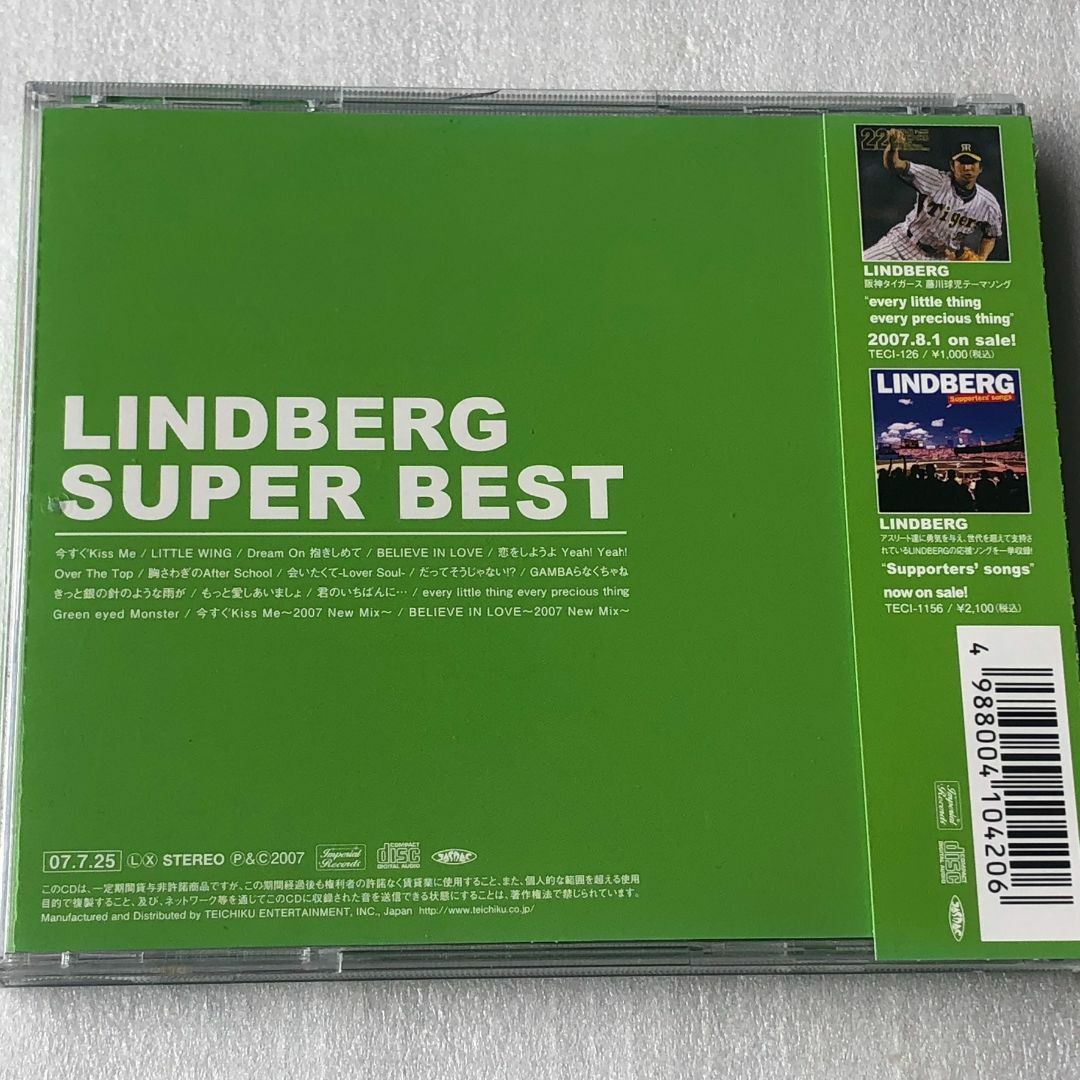 LINDBERG
SUPER BEST
今すぐKiss Me / LITTLE WING / Dream On 抱きしめて / BELIEVE IN LOVE / 恋をしようよ Yeah! Yeah!
Over The Top / 胸さわぎのAfter School / 会いたくて-Lover Soul- / だってそうじゃない!? / GAMBAらなくちゃね
きっと銀の針のような雨が / もっと愛しあいましょ / 君のいちばんに… / every little thing every precious thing
Green eyed Monster / 今すぐKiss Me〜2007 New Mix〜 / BELIEVE IN LOVE〜2007 New Mix〜
07.7.25 LX STEREO Ⓟ&©2007 Imperial Records COMPACT disc DIGITAL AUDIO JASRAC
このCDは、一定期間貸与非許諾商品ですが、この期間経過後も権利者の許諾なく賃貸業に使用すること、また、個人的な範囲を超える使用
目的で複製すること、及び、ネットワーク等を通じてこのCDに収録された音を送信できる状態にすることは、著作権法で禁じられています。
Manufactured and Distributed by TEICHIKU ENTERTAINMENT, INC., Japan http://www.teichiku.co.jp/
22
Tigers
LINDBERG
阪神タイガース 藤川球児テーマソング
"every little thing
every precious thing"
2007.8.1 on sale!
TECI-126 / ¥1,000(税込)
LINDBERG
Supporters' songs
LINDBERG
アスリート達に勇気を与え、世代を超えて支持さ
れているLINDBERGの応援ソングを一挙収録!
"Supporters' songs"
now on sale!
TECI-1156 / ¥2,100(税込)
4 988004 104206
Imperial Records
COMPACT disc DIGITAL AUDIO
JASRAC